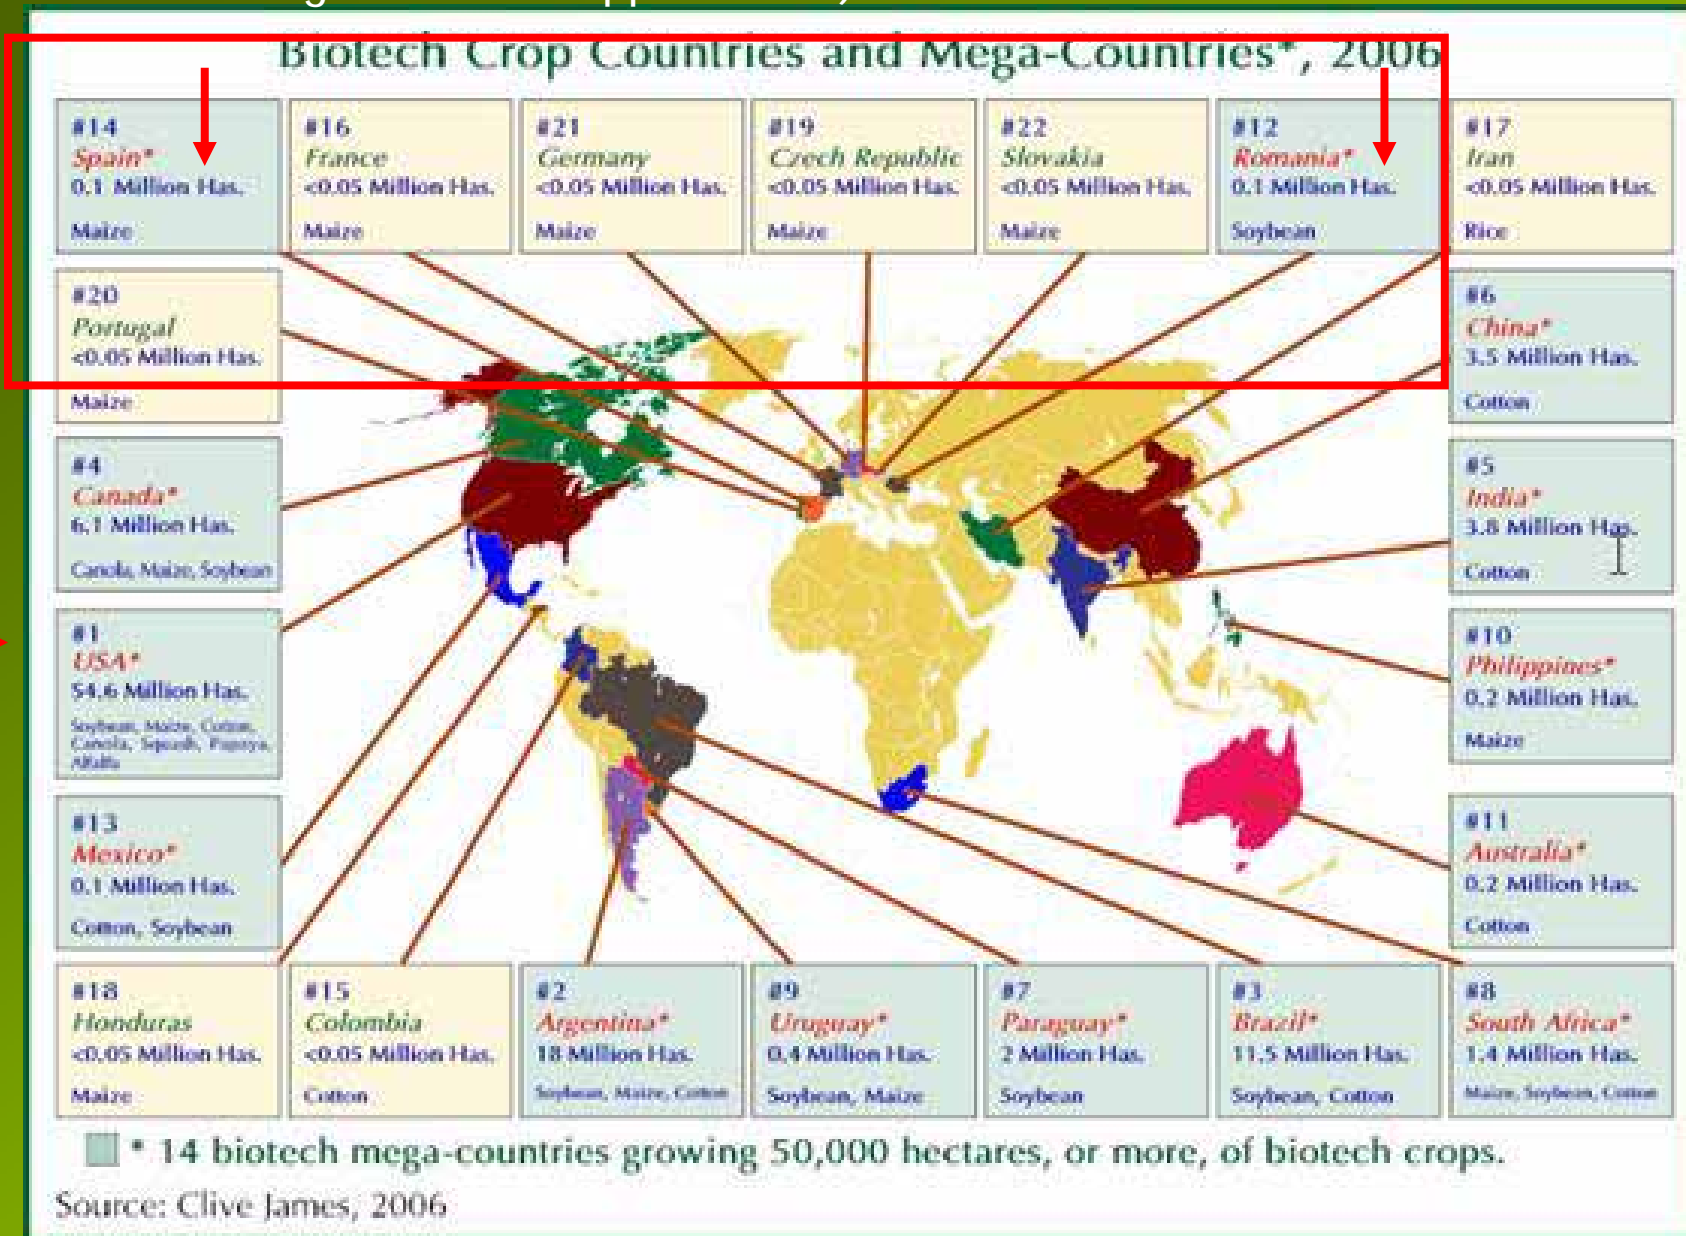 Biotech Crop Countries and Mega-Countries*, 2006
#14
Spain*
0.1 Million Has.
Maize
#16
France
<0.05 Million Has.
Maize
#21
Germany
<0.05 Million Has.
Maize
#19
Czech Republic
<0.05 Million Has.
Maize
#22
Slovakia
<0.05 Million Has.
Maize
#12
Romania*
0.1 Million Has.
Soybean
#17
Iran
<0.05 Million Has.
Rice
#20
Portugal
<0.05 Million Has.
Maize
#6
China*
3.5 Million Has.
Cotton
#4
Canada*
6.1 Million Has.
Canola, Maize, Soybean
#5
India*
3.8 Million Has.
Cotton
#1
USA*
54.6 Million Has.
Soybean, Maize, Cotton,
Canola, Squash, Papaya,
Alfalfa
#10
Philippines*
0.2 Million Has.
Maize
#13
Mexico*
0.1 Million Has.
Cotton, Soybean
#11
Australia*
0.2 Million Has.
Cotton
#18
Honduras
<0.05 Million Has.
Maize
#15
Colombia
<0.05 Million Has.
Cotton
#2
Argentina*
18 Million Has.
Soybean, Maize, Cotton
#9
Uruguay*
0.4 Million Has.
Soybean, Maize
#7
Paraguay*
2 Million Has.
Soybean
#3
Brazil*
11.5 Million Has.
Soybean, Cotton
#8
South Africa*
1.4 Million Has.
Maize, Soybean, Cotton
* 14 biotech mega-countries growing 50,000 hectares, or more, of biotech crops.
Source: Clive James, 2006